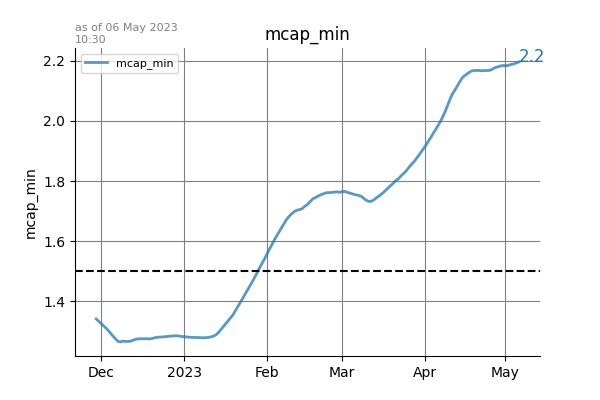 as of 06 May 2023
10:30
mcap_min
mcap_min
2.2
2.2
2.0
1.8
1.6
1.4
mcap_min
Dec 2023 Feb Mar Apr May